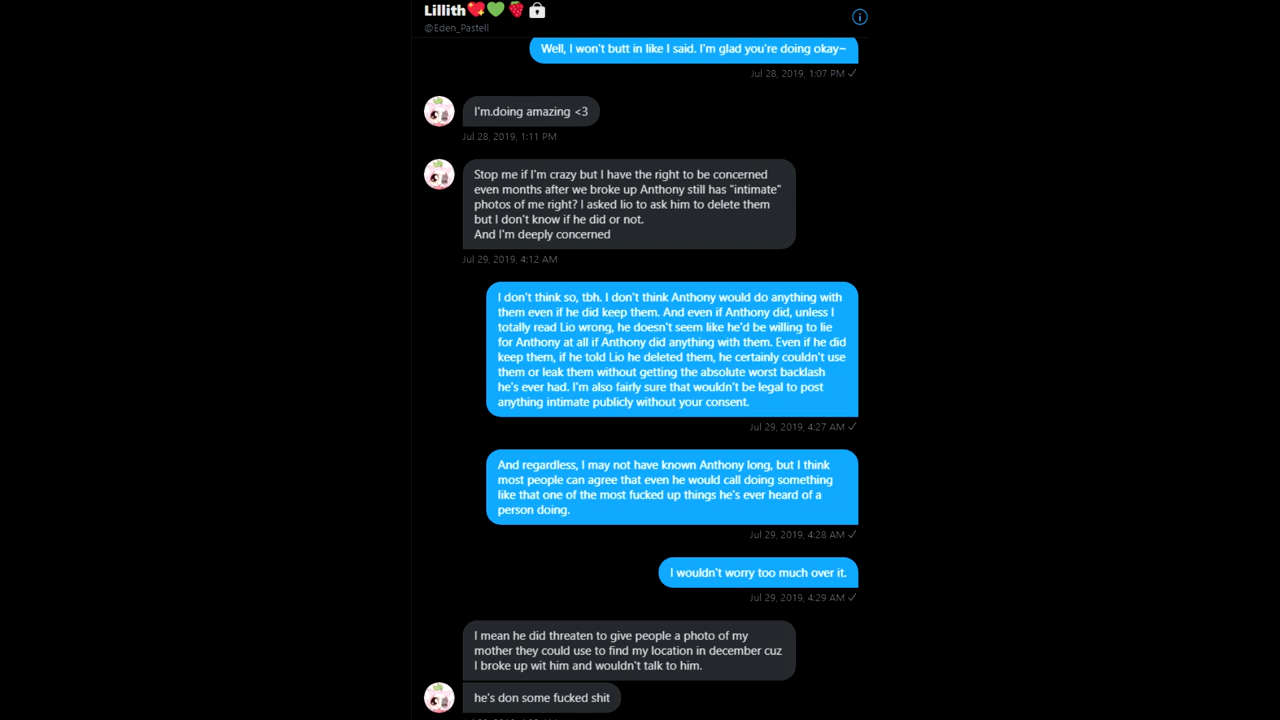 Lillith💖💚🍓🔒
@Eden_Pastell
Well, I won't butt in like I said. I'm glad you're doing okay~
Jul 28, 2019, 1:07 PM ✓
I'm.doing amazing <3
Jul 28, 2019, 1:11 PM
Stop me if I'm crazy but I have the right to be concerned
even months after we broke up Anthony still has "intimate"
photos of me right? I asked lio to ask him to delete them
but I don't know if he did or not.
And I'm deeply concerned
Jul 29, 2019, 4:12 AM
I don't think so, tbh. I don't think Anthony would do anything with
them even if he did keep them. And even if Anthony did, unless I
totally read Lio wrong, he doesn't seem like he'd be willing to lie
for Anthony at all if Anthony did anything with them. Even if he did
keep them, if he told Lio he deleted them, he certainly couldn't use
them or leak them without getting the absolute worst backlash
he's ever had. I'm also fairly sure that wouldn't be legal to post
anything intimate publicly without your consent.
Jul 29, 2019, 4:27 AM ✓
And regardless, I may not have known Anthony long, but I think
most people can agree that even he would call doing something
like that one of the most fucked up things he's ever heard of a
person doing.
Jul 29, 2019, 4:28 AM ✓
I wouldn't worry too much over it.
Jul 29, 2019, 4:29 AM ✓
I mean he did threaten to give people a photo of my
mother they could use to find my location in december cuz
I broke up wit him and wouldn't talk to him.
he's don some fucked shit